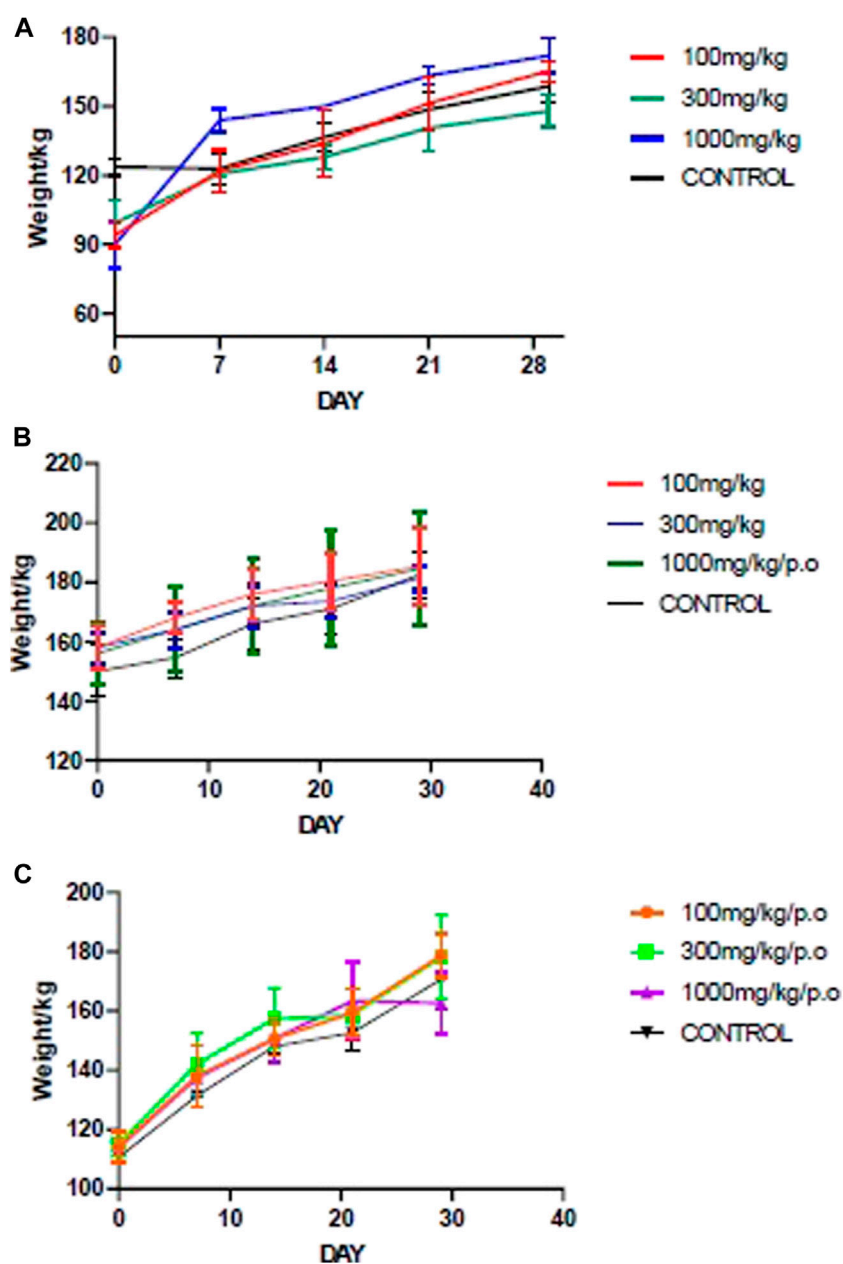 A
180
150
120
90
60
Weight/kg
0 7 14 21 28
DAY
100mg/kg
300mg/kg
1000mg/kg
CONTROL
B
220
200
180
160
140
120
Weight/kg
0 10 20 30 40
DAY
100mg/kg
300mg/kg
1000mg/kg/p.o
CONTROL
C
200
180
160
140
120
100
Weight/kg
0 10 20 30 40
DAY
100mg/kg/p.o
300mg/kg/p.o
1000mg/kg/p.o
CONTROL